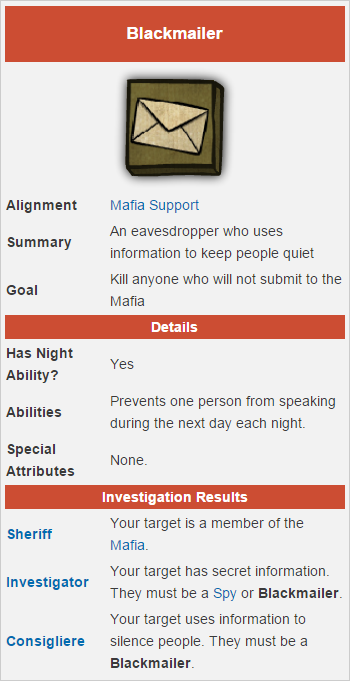 Blackmailer
Alignment Mafia Support
Summary An eavesdropper who uses
information to keep people quiet
Goal Kill anyone who will not submit to the
Mafia
Details
Has Night
Ability? Yes
Abilities Prevents one person from speaking
during the next day each night.
Special
Attributes None.
Investigation Results
Sheriff Your target is a member of the
Mafia.
Investigator Your target has secret information.
They must be a Spy or Blackmailer.
Consigliere Your target uses information to
silence people. They must be a
Blackmailer.